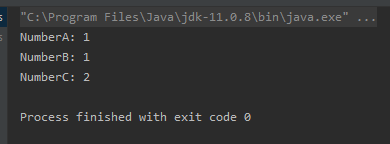 "C:\Program Files\Java\jdk-11.0.8\bin\java.exe" ...
NumberA: 1
NumberB: 1
NumberC: 2
Process finished with exit code 0